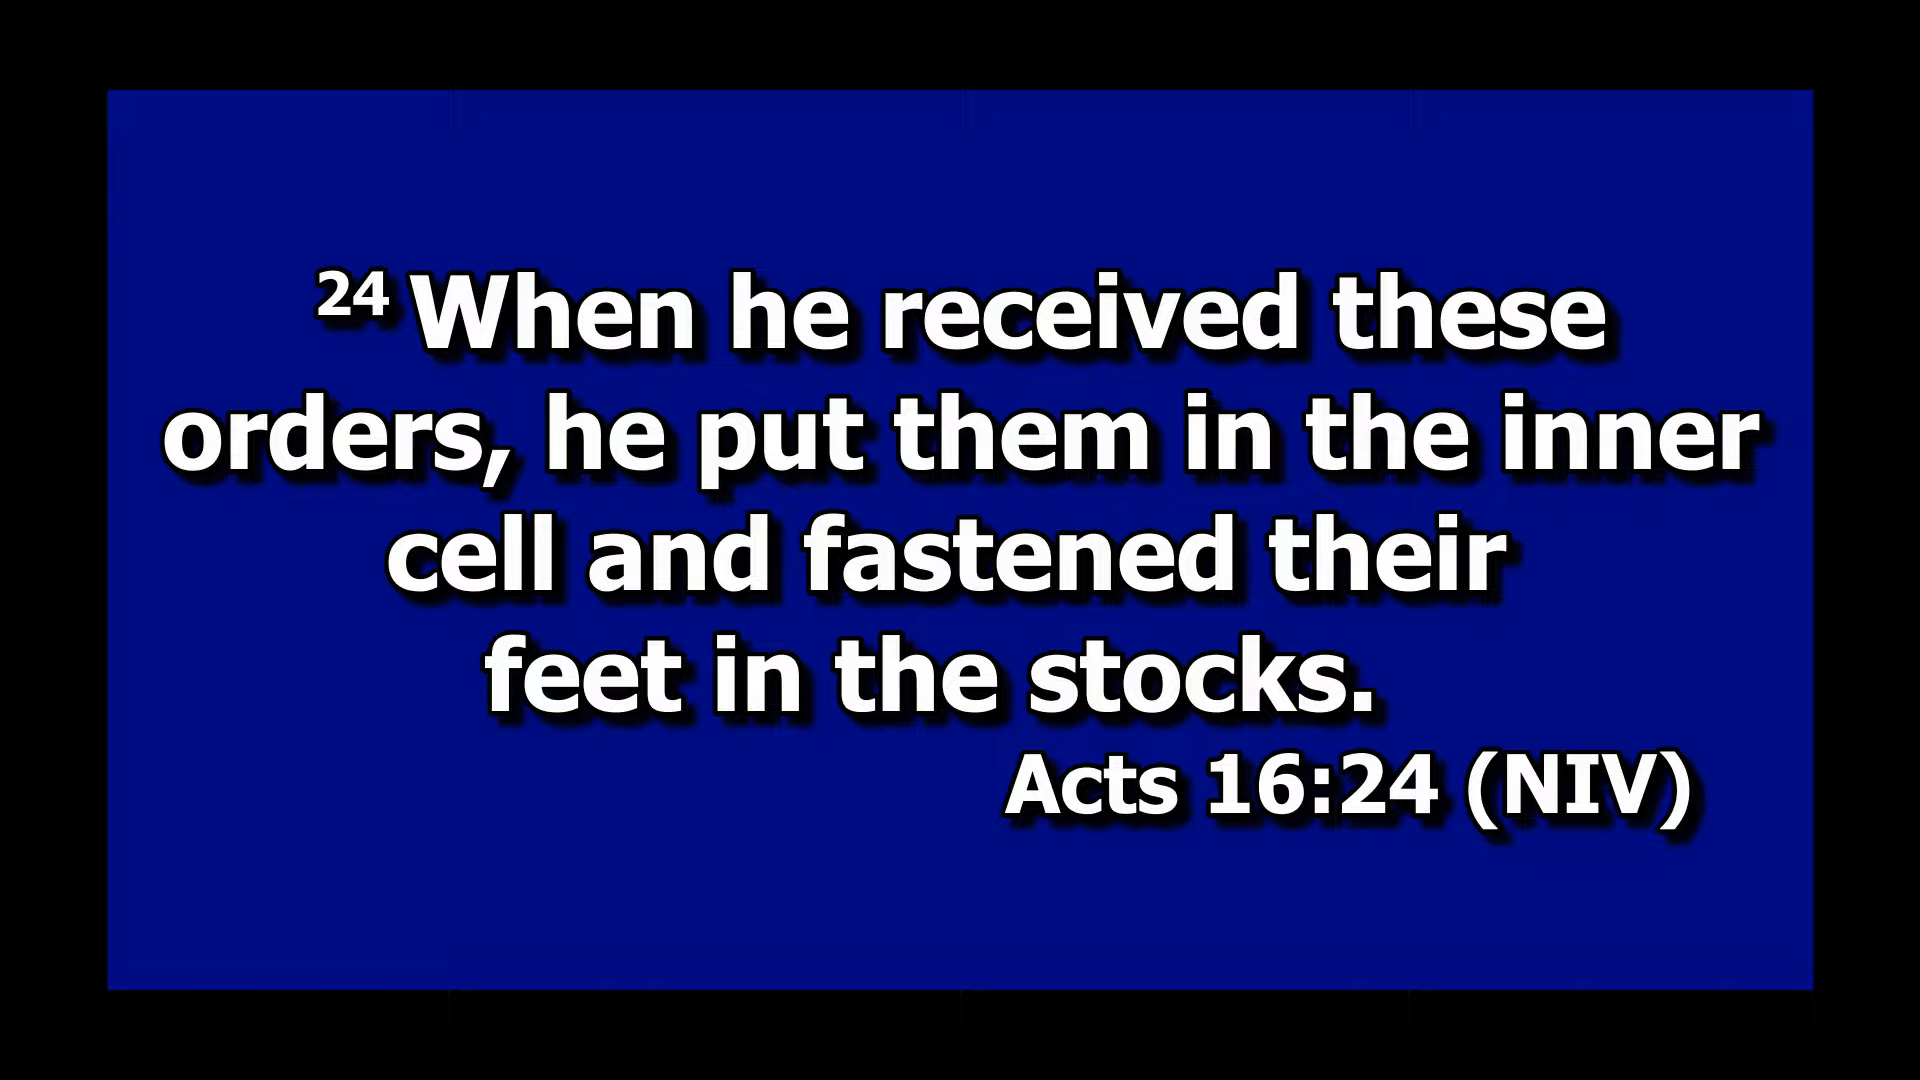 24 When he received these
orders, he put them in the inner
cell and fastened their
feet in the stocks.
Acts 16:24 (NIV)